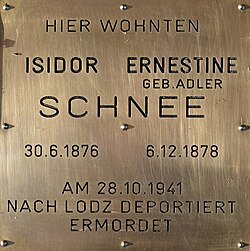 HIER WOHNTEN
ISIDOR ERNESTINE
GEB.ADLER
SCHNEE
30.6.1876 6.12.1878
AM 28.10.1941
NACH LODZ DEPORTIERT
ERMORDET